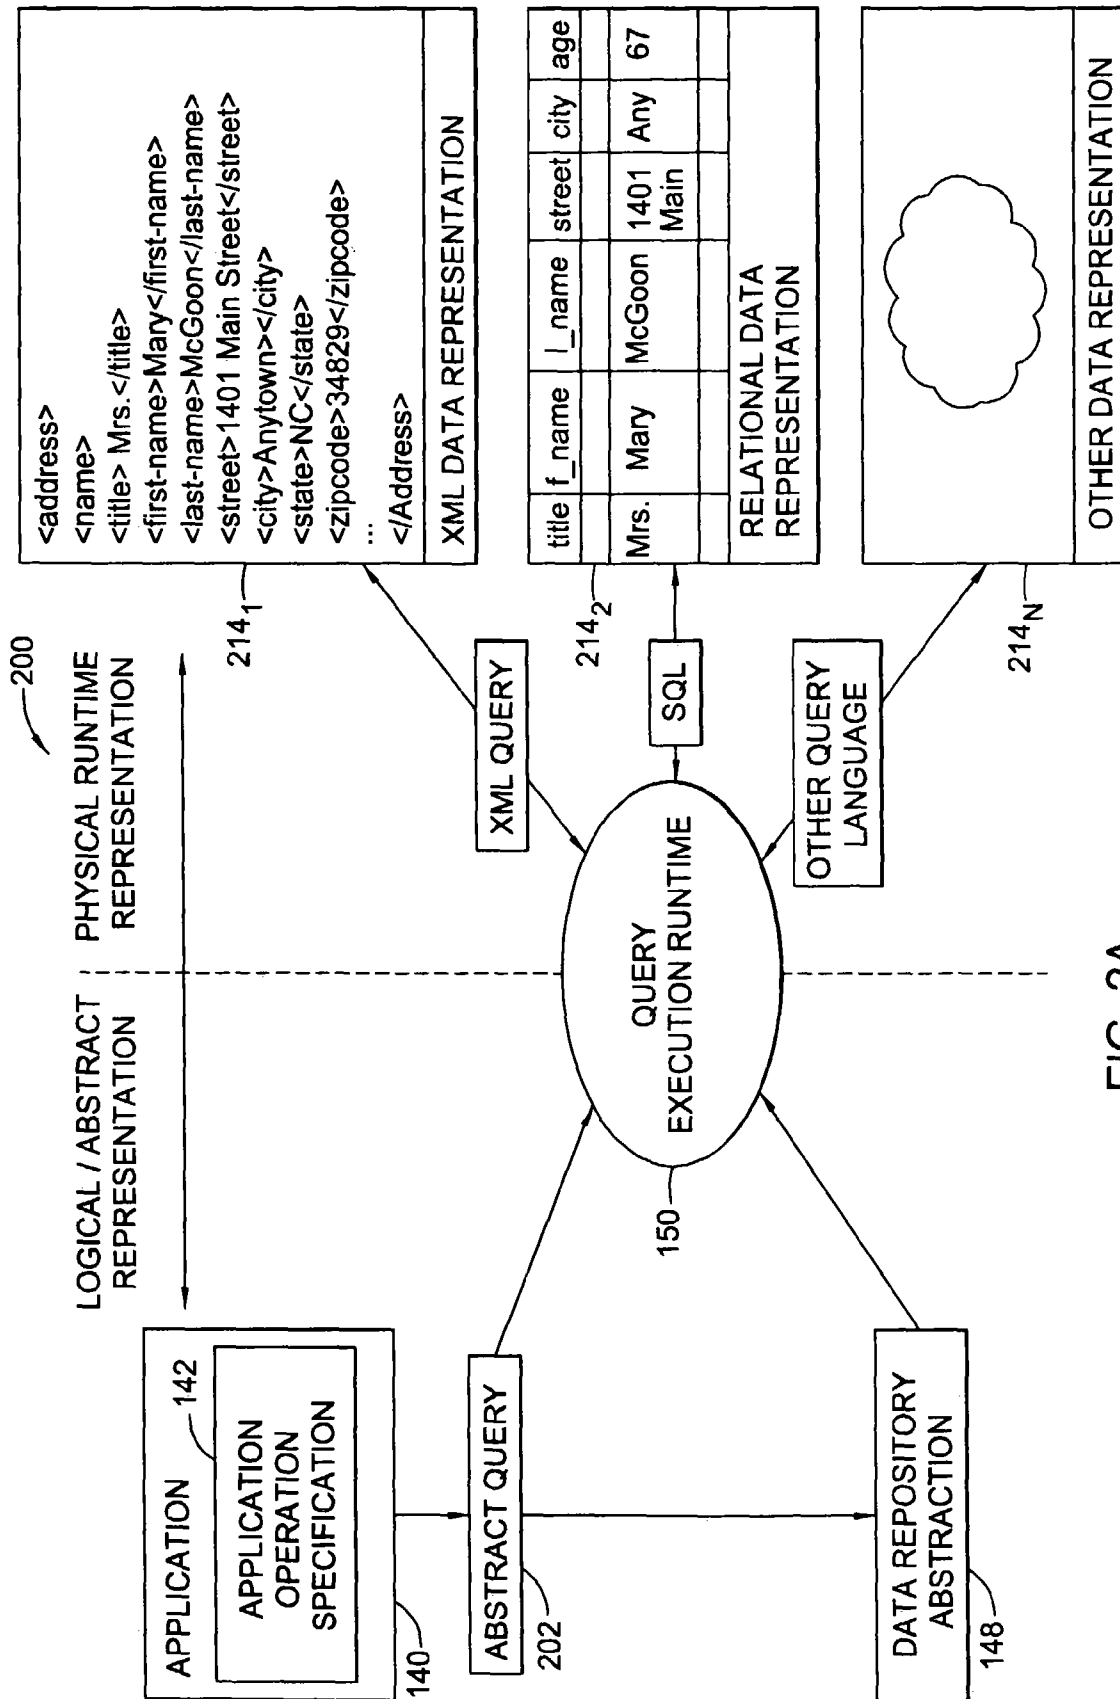 200
LOGICAL / ABSTRACT
REPRESENTATION
PHYSICAL RUNTIME
REPRESENTATION
APPLICATION
142
APPLICATION
OPERATION
SPECIFICATION
140
ABSTRACT QUERY
202
DATA REPOSITORY
ABSTRACTION
148
QUERY
EXECUTION RUNTIME
150
XML QUERY
SQL
OTHER QUERY
LANGUAGE
<address>
<name>
<title> Mrs.</title>
<first-name>Mary</first-name>
<last-name>McGoon</last-name>
<street>1401 Main Street</street>
<city>Anytown></city>
<state>NC</state>
<zipcode>34829</zipcode>
...
</Address>
XML DATA REPRESENTATION
214₁
title f_name l_name street city age
Mrs. Mary McGoon 1401 Main Any 67
RELATIONAL DATA
REPRESENTATION
214₂
OTHER DATA REPRESENTATION
214N